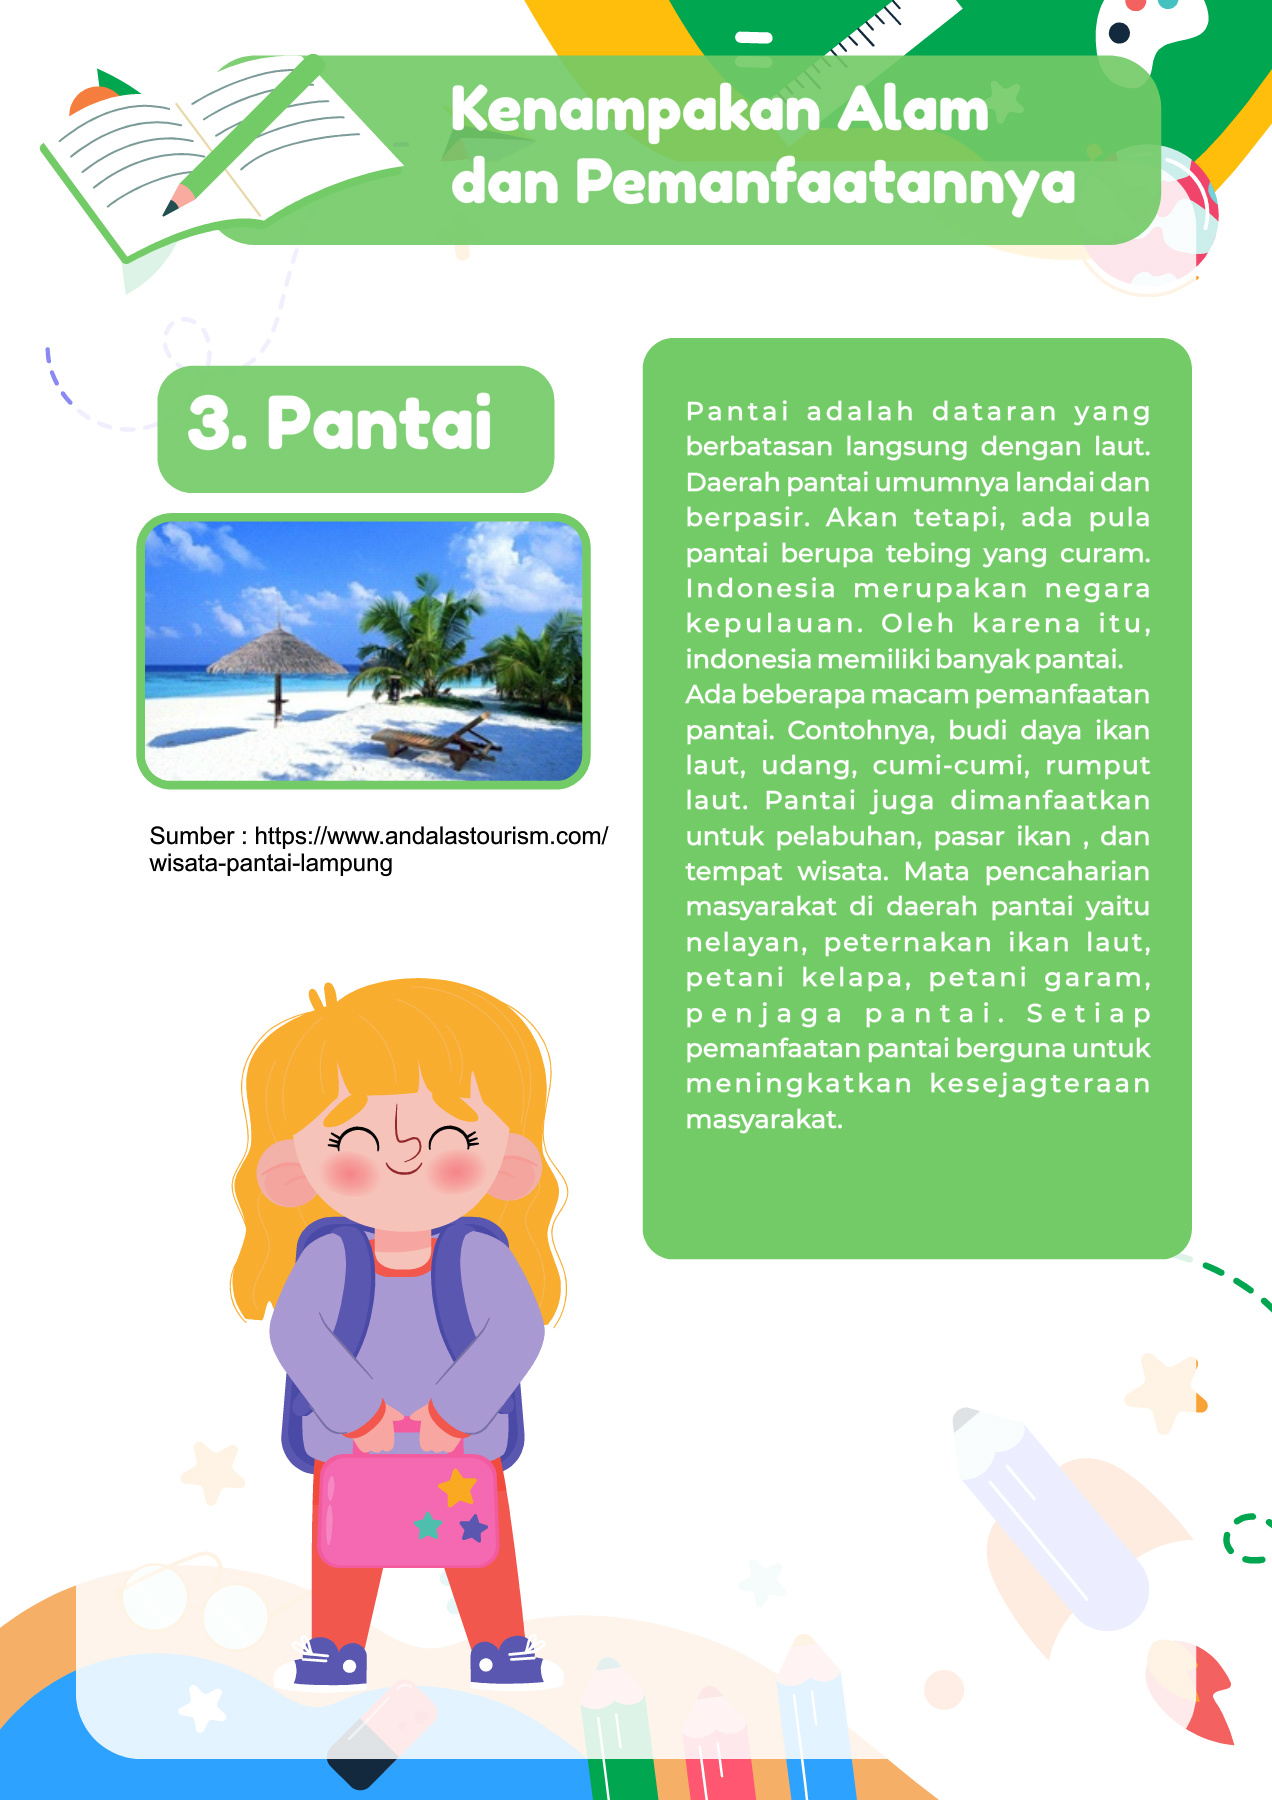 Kenampakan Alam
dan Pemanfaatannya
3. Pantai
Sumber : https://www.andalastourism.com/
wisata-pantai-lampung
Pantai adalah dataran yang
berbatasan langsung dengan laut.
Daerah pantai umumnya landai dan
berpasir. Akan tetapi, ada pula
pantai berupa tebing yang curam.
Indonesia merupakan negara
kepulauan. Oleh karena itu,
indonesia memiliki banyak pantai.
Ada beberapa macam pemanfaatan
pantai. Contohnya, budi daya ikan
laut, udang, cumi-cumi, rumput
laut. Pantai juga dimanfaatkan
untuk pelabuhan, pasar ikan , dan
tempat wisata. Mata pencaharian
masyarakat di daerah pantai yaitu
nelayan, peternakan ikan laut,
petani kelapa, petani garam,
penjaga pantai. Setiap
pemanfaatan pantai berguna untuk
meningkatkan kesejagteraan
masyarakat.